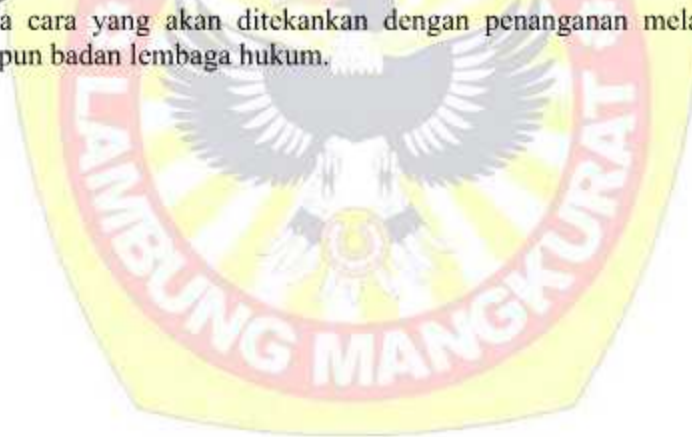 a cara yang akan ditekankan dengan penanganan mela
pun badan lembaga hukum.
LAMBUNG MANGKURAT